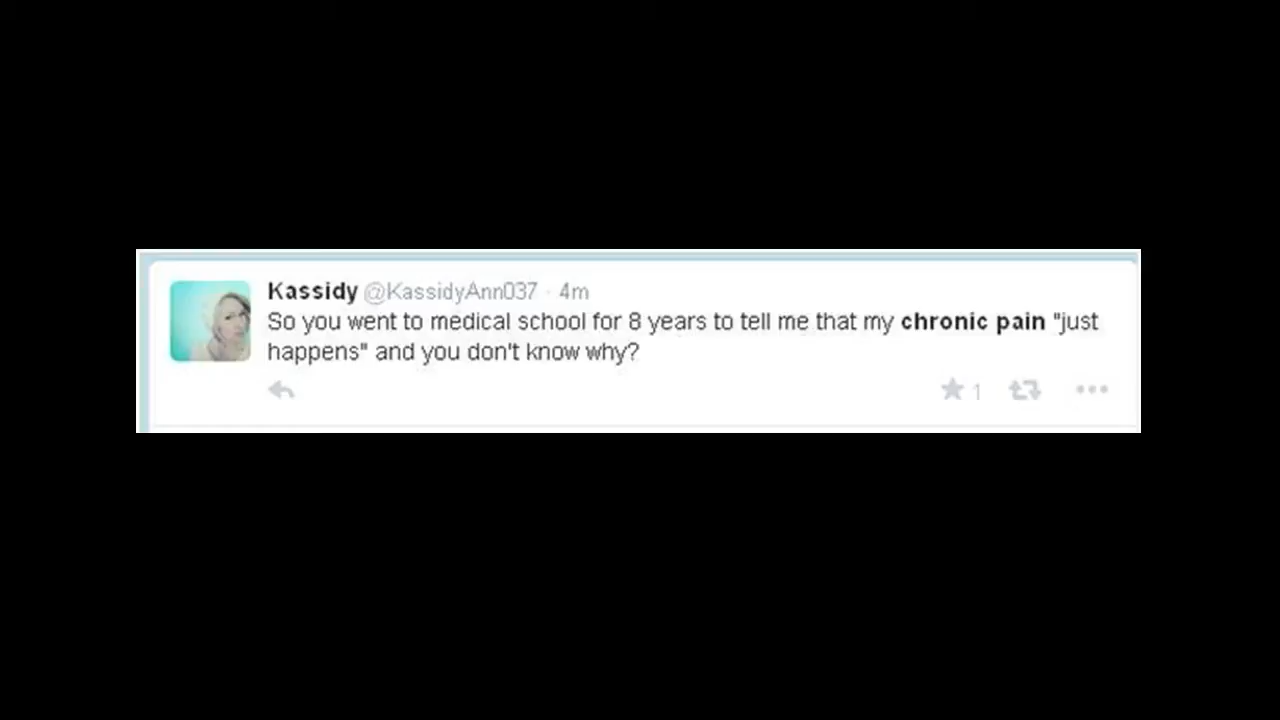 Kassidy @KassidyAnn037 · 4m
So you went to medical school for 8 years to tell me that my chronic pain "just
happens" and you don't know why?
1